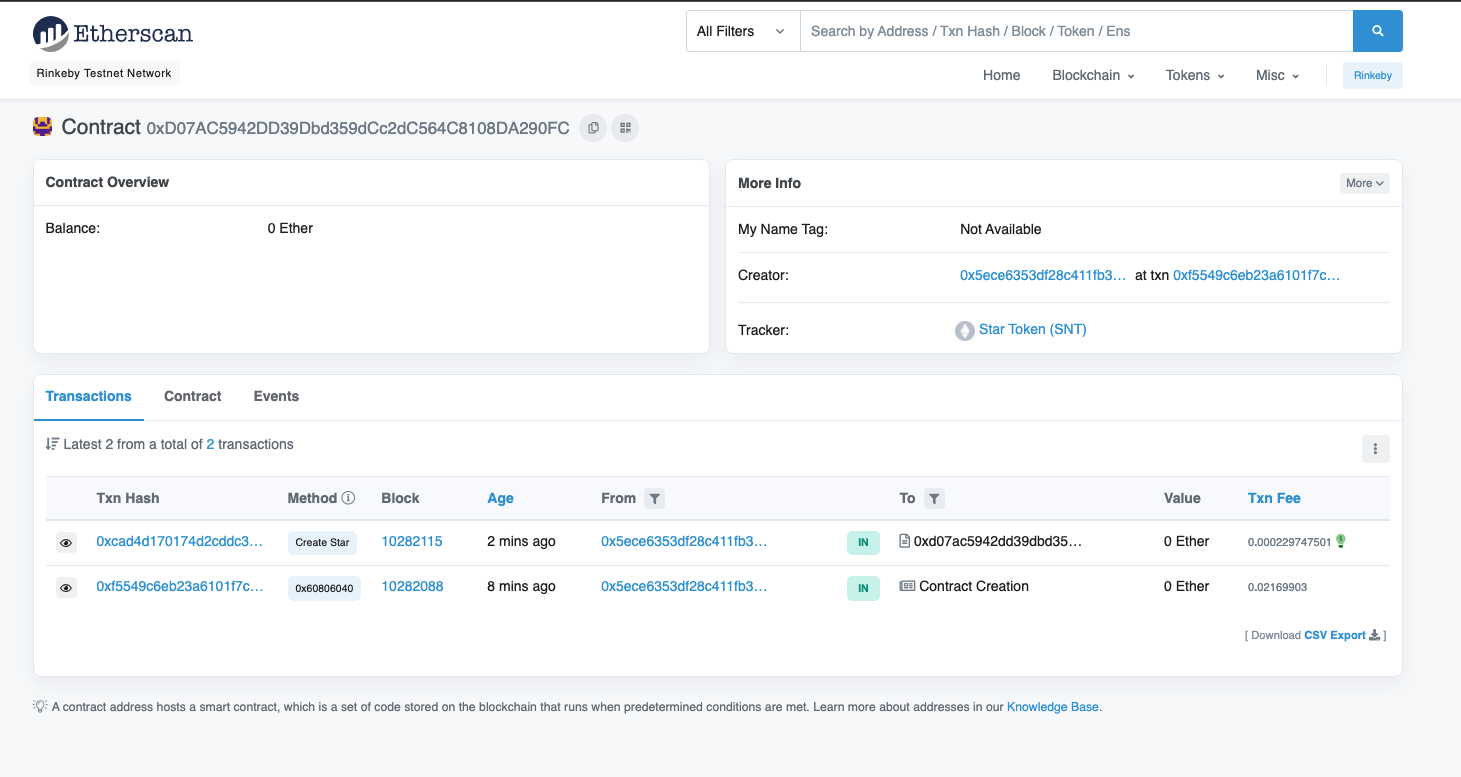 Etherscan
All Filters
Search by Address / Txn Hash / Block / Token / Ens
Rinkeby Testnet Network
Home Blockchain Tokens Misc Rinkeby
Contract 0xD07AC5942DD39Dbd359dCc2dC564C8108DA290FC
Contract Overview
Balance: 0 Ether
More Info More
My Name Tag: Not Available
Creator: 0x5ece6353df28c411fb3... at txn 0xf5549c6eb23a6101f7c...
Tracker: Star Token (SNT)
Transactions Contract Events
Latest 2 from a total of 2 transactions
Txn Hash Method Block Age From To Value Txn Fee
0xcad4d170174d2cddc3... Create Star 10282115 2 mins ago 0x5ece6353df28c411fb3... IN 0xd07ac5942dd39dbd35... 0 Ether 0.000229747501
0xf5549c6eb23a6101f7c... 0x60806040 10282088 8 mins ago 0x5ece6353df28c411fb3... IN Contract Creation 0 Ether 0.02169903
[ Download CSV Export ]
A contract address hosts a smart contract, which is a set of code stored on the blockchain that runs when predetermined conditions are met. Learn more about addresses in our Knowledge Base.